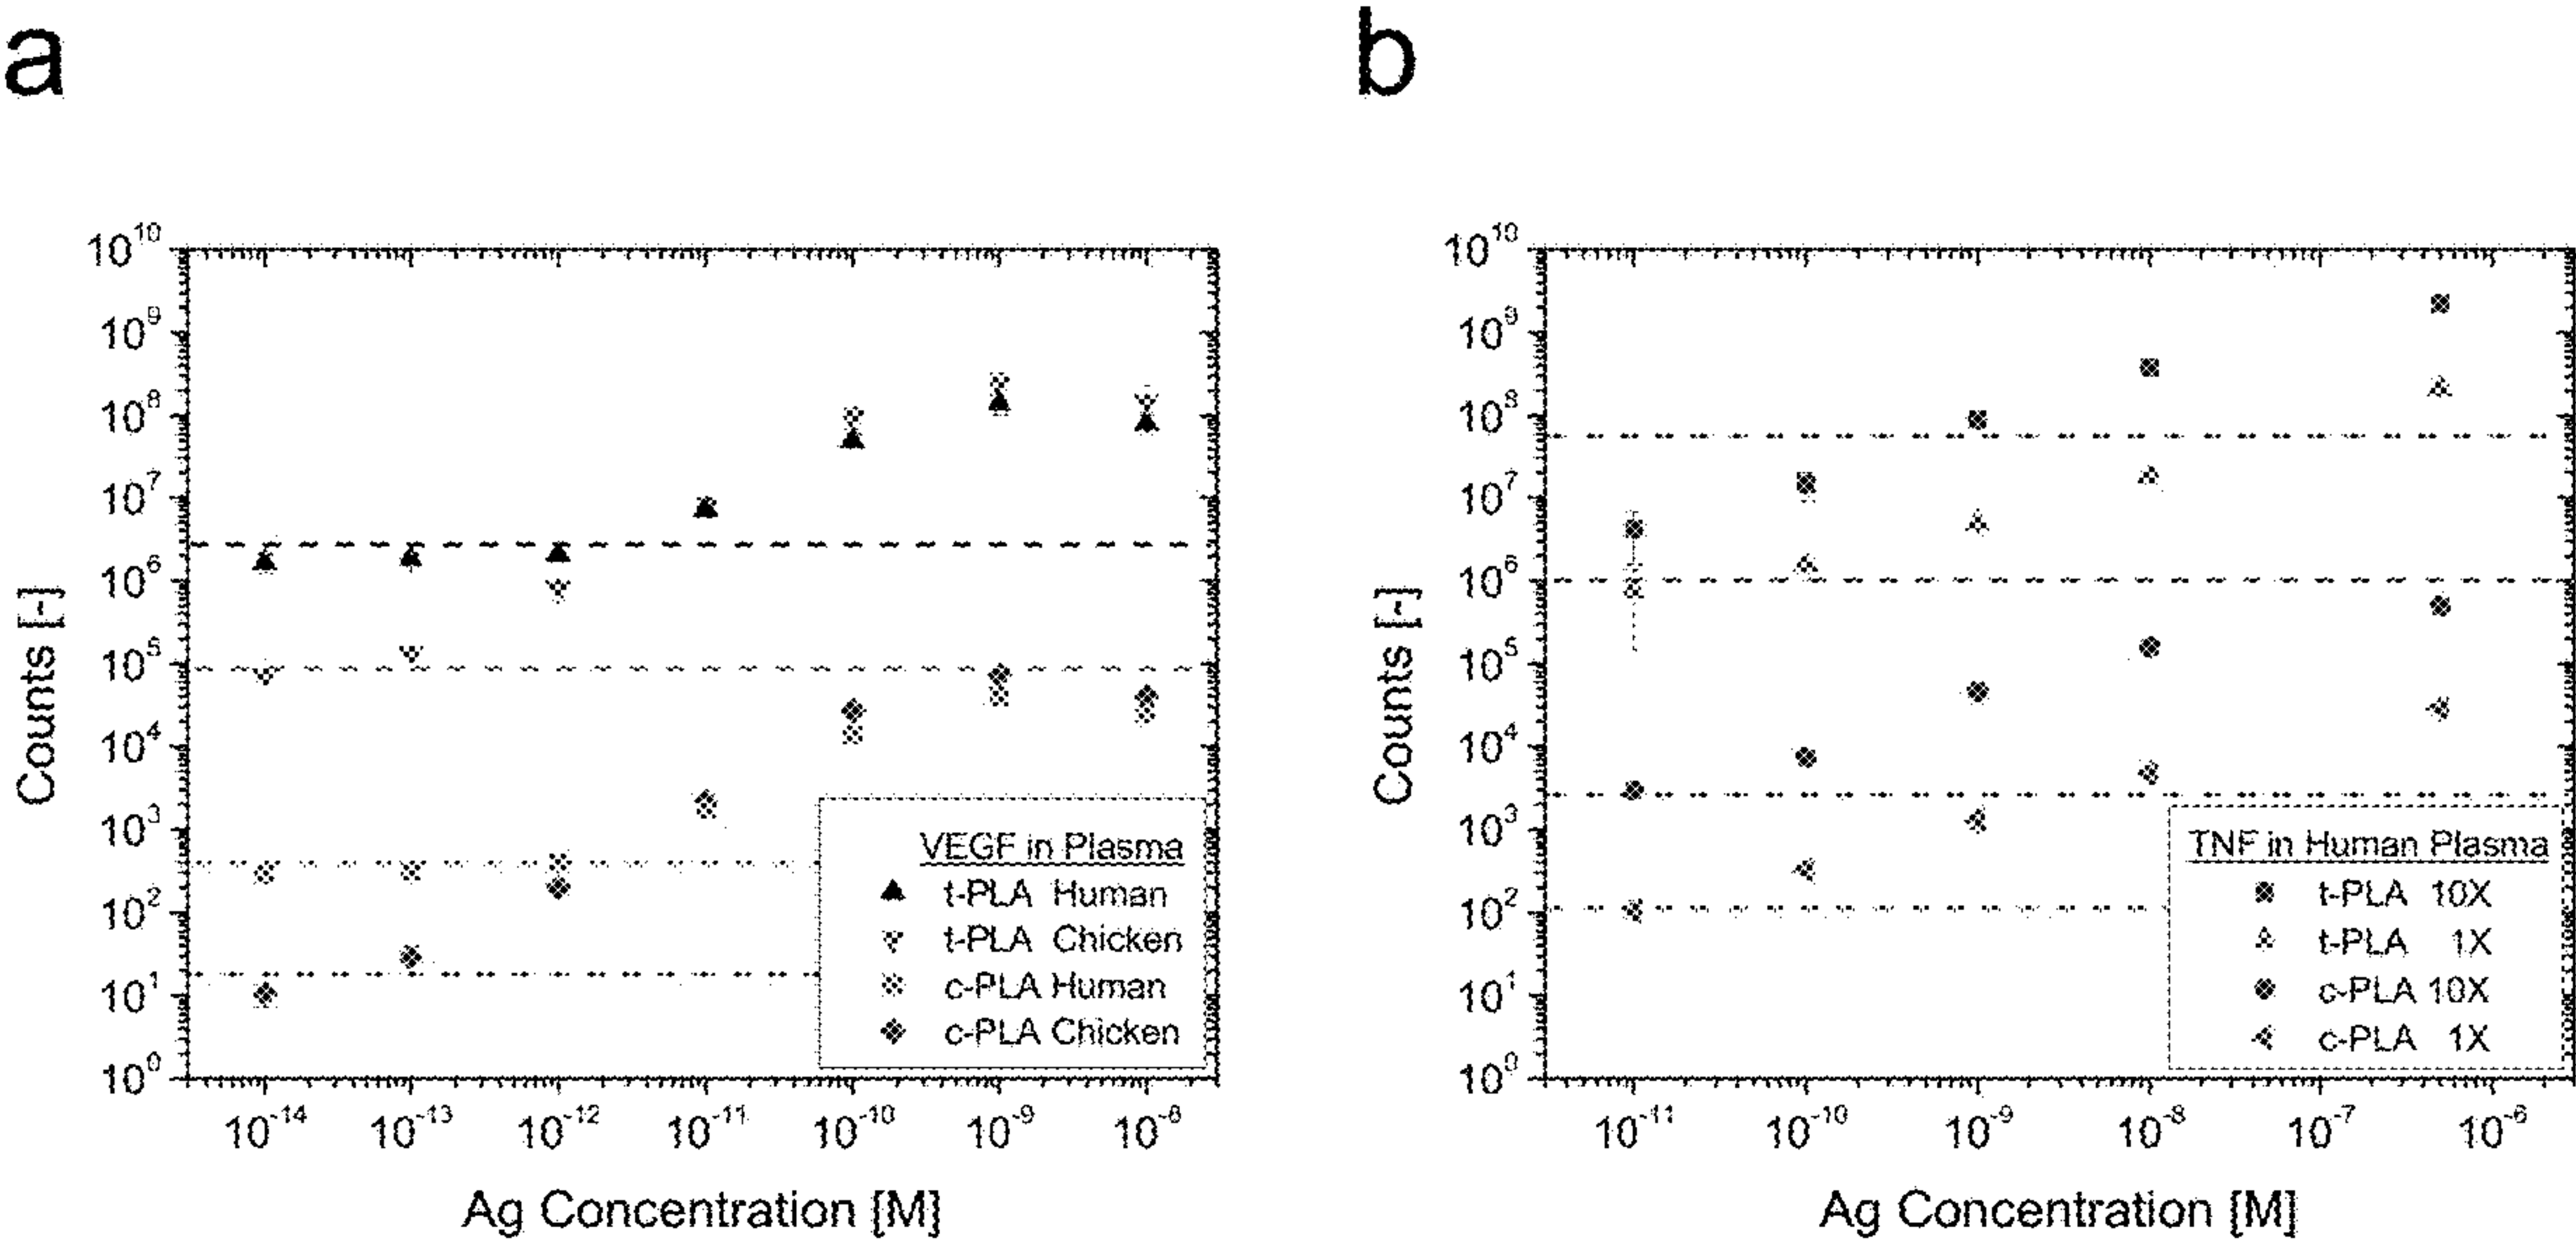 a
b
10^10
10^9
10^8
10^7
10^6
10^5
10^4
10^3
10^2
10^1
10^0
Counts [-]
VEGF in Plasma
t-PLA Human
t-PLA Chicken
c-PLA Human
c-PLA Chicken
10^-14
10^-13
10^-12
10^-11
10^-10
10^-9
10^-8
Ag Concentration [M]
10^10
10^9
10^8
10^7
10^6
10^5
10^4
10^3
10^2
10^1
10^0
Counts [-]
TNF in Human Plasma
t-PLA 10X
t-PLA 1X
c-PLA 10X
c-PLA 1X
10^-11
10^-10
10^-9
10^-8
10^-7
10^-6
Ag Concentration [M]